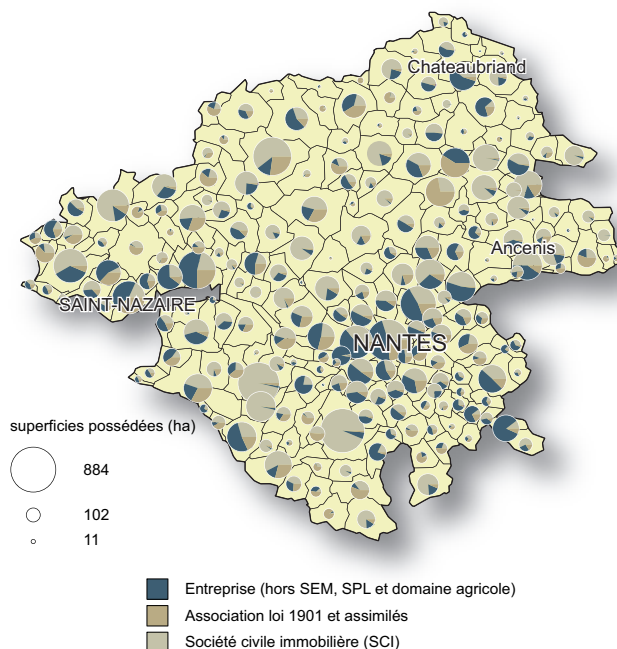 Chateaubriand
Ancenis
SAINT-NAZAIRE
NANTES
superficies possédées (ha)
884
102
11
Entreprise (hors SEM, SPL et domaine agricole)
Association loi 1901 et assimilés
Société civile immobilière (SCI)